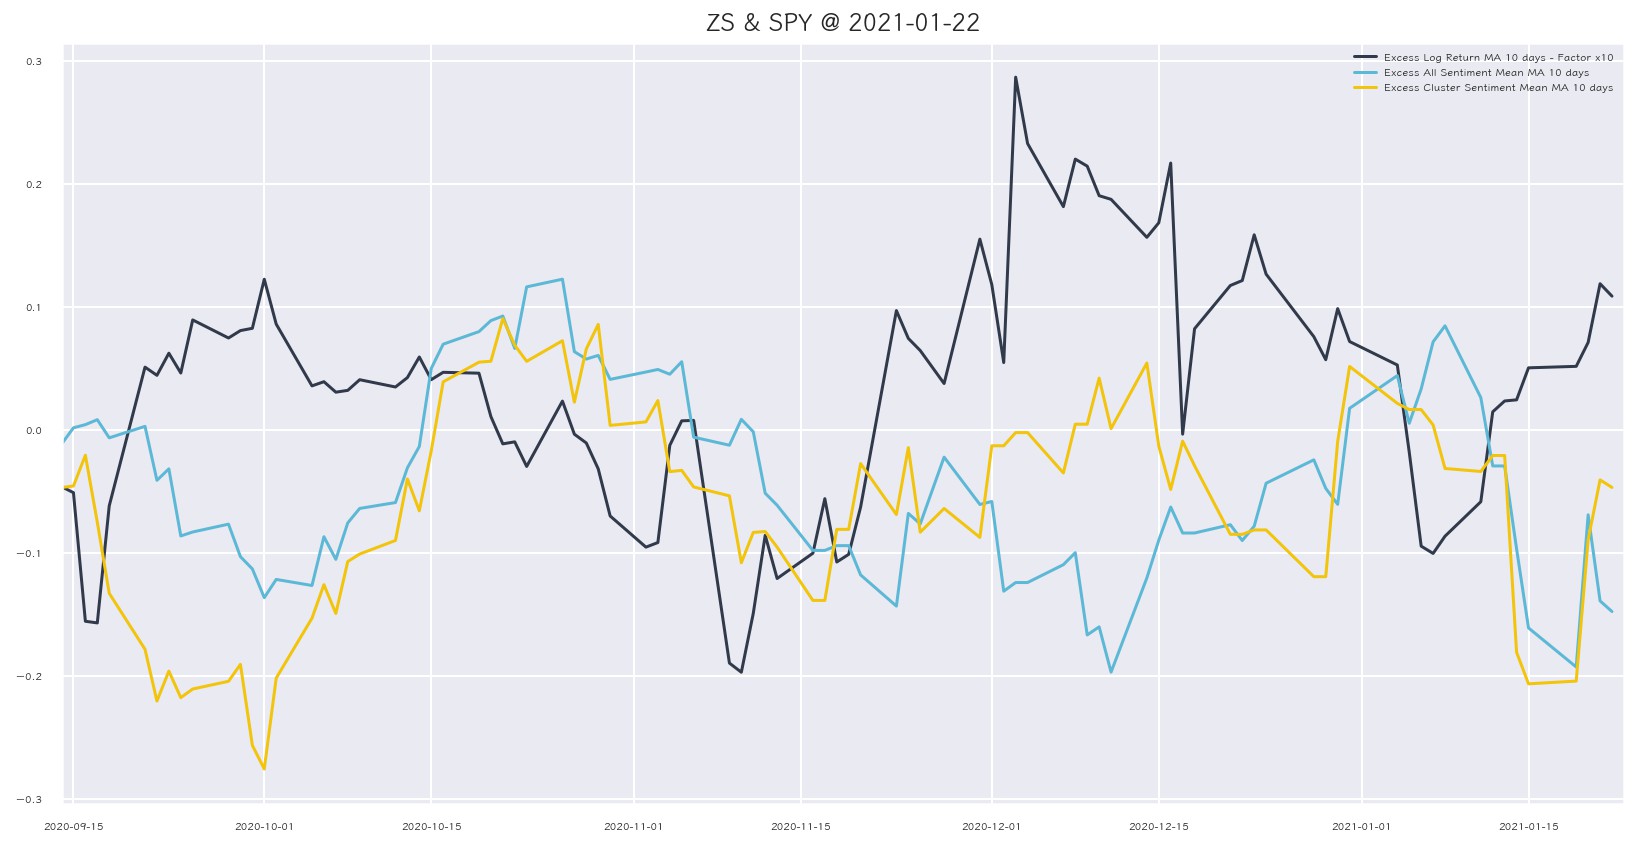 ZS & SPY @ 2021-01-22
Excess Log Return MA 10 days - Factor x10
Excess All Sentiment Mean MA 10 days
Excess Cluster Sentiment Mean MA 10 days
0.3
0.2
0.1
0.0
−0.1
−0.2
−0.3
2020-09-15 2020-10-01 2020-10-15 2020-11-01 2020-11-15 2020-12-01 2020-12-15 2021-01-01 2021-01-15